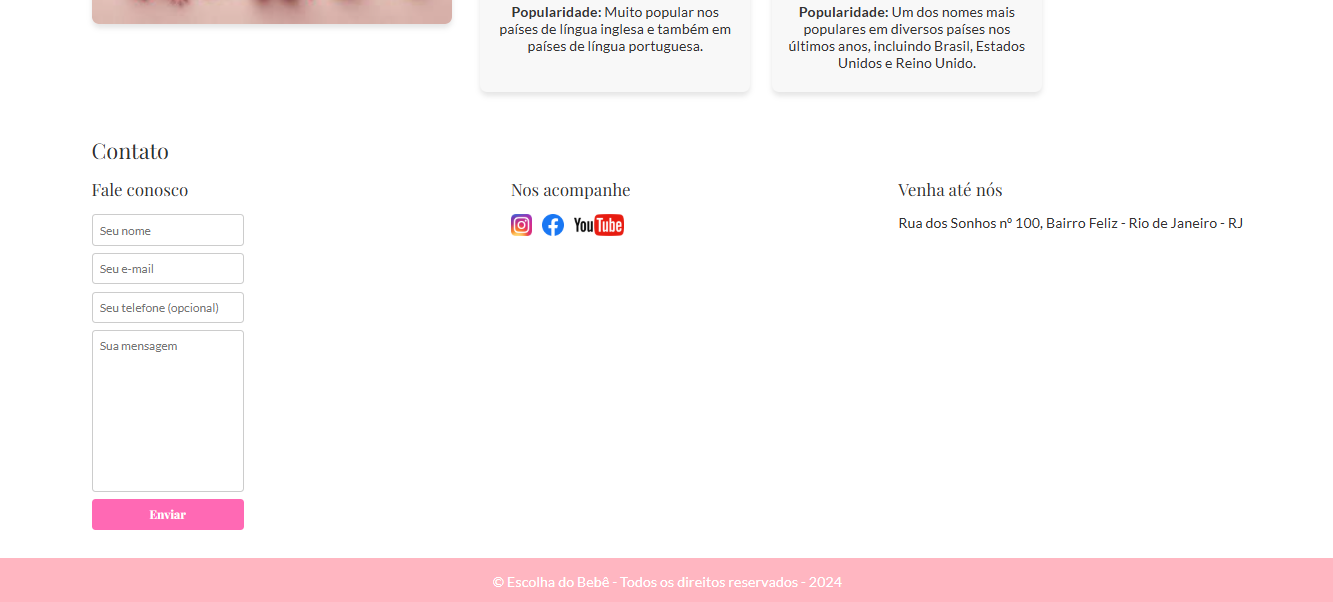 Popularidade: Muito popular nos
países de língua inglesa e também em
países de língua portuguesa.
Popularidade: Um dos nomes mais
populares em diversos países nos
últimos anos, incluindo Brasil, Estados
Unidos e Reino Unido.
Contato
Fale conosco
Seu nome
Seu e-mail
Seu telefone (opcional)
Sua mensagem
Enviar
Nos acompanhe
YouTube
Venha até nós
Rua dos Sonhos nº 100, Bairro Feliz - Rio de Janeiro - RJ
© Escolha do Bebê - Todos os direitos reservados - 2024